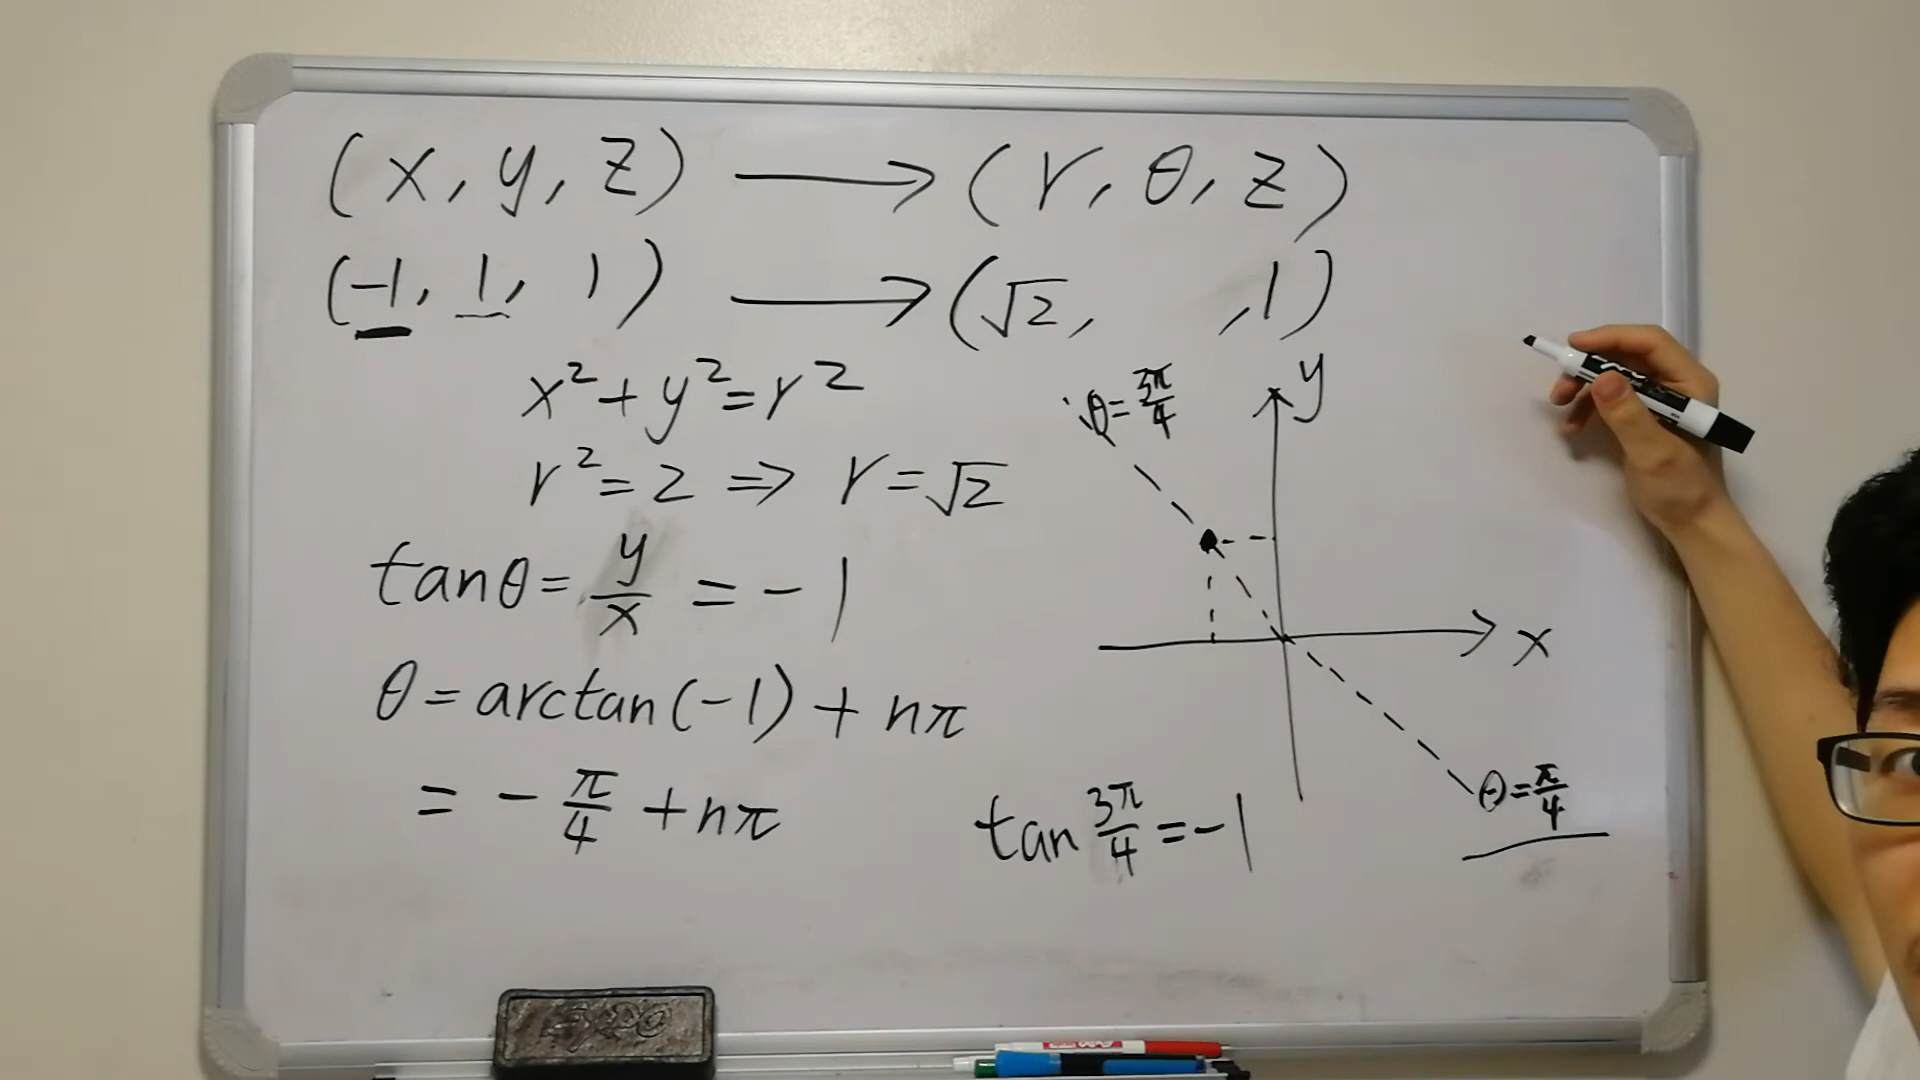 (x, y, z) ⟶ (r, θ, z)
(-1, 1, 1) ⟶ (√2, , 1)
x² + y² = r²
r² = 2 ⇒ r = √2
tanθ = y/x = -1
θ = arctan(-1) + nπ
= - π/4 + nπ
tan 3π/4 = -1
θ = 3π/4
y
x
θ = π/4
EXPO